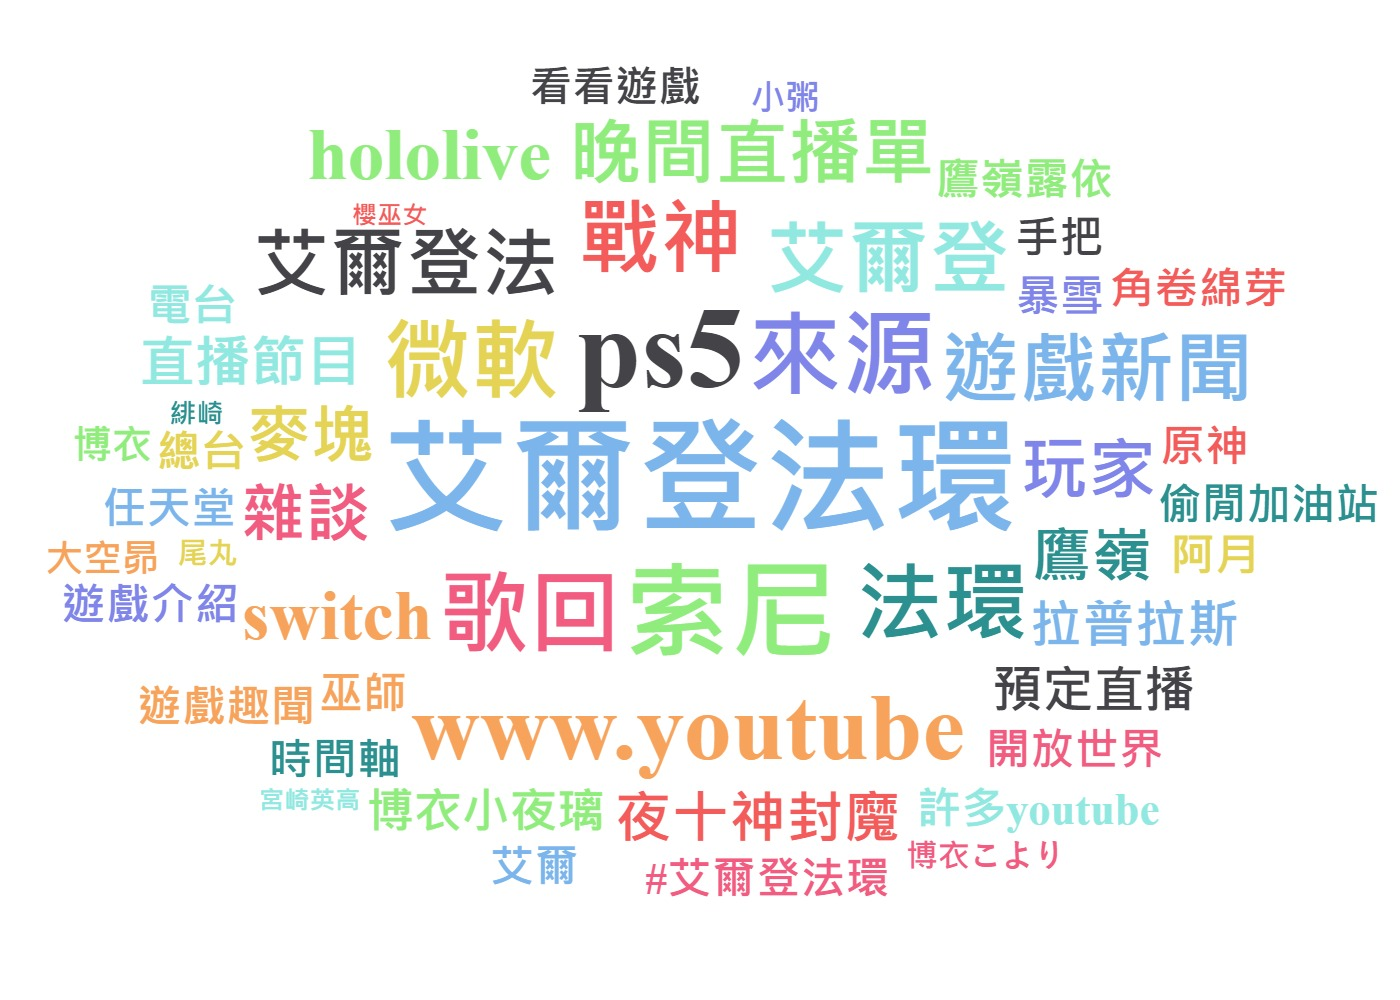 看看遊戲
小粥
hololive 晚間直播單
鷹嶺露依
櫻巫女
艾爾登法
戰神
艾爾登
手把
暴雪
角卷綿芽
電台
直播節目
微軟
ps5
來源
遊戲新聞
緋崎
博衣
總台
麥塊
艾爾登法環
玩家
原神
任天堂
雜談
偷閒加油站
大空昴
尾丸
鷹嶺
阿月
遊戲介紹
switch
歌回
索尼
法環
拉普拉斯
遊戲趣聞
巫師
www.youtube
預定直播
時間軸
開放世界
宮崎英高
博衣小夜璃
夜十神封魔
許多youtube
艾爾
#艾爾登法環
博衣こより